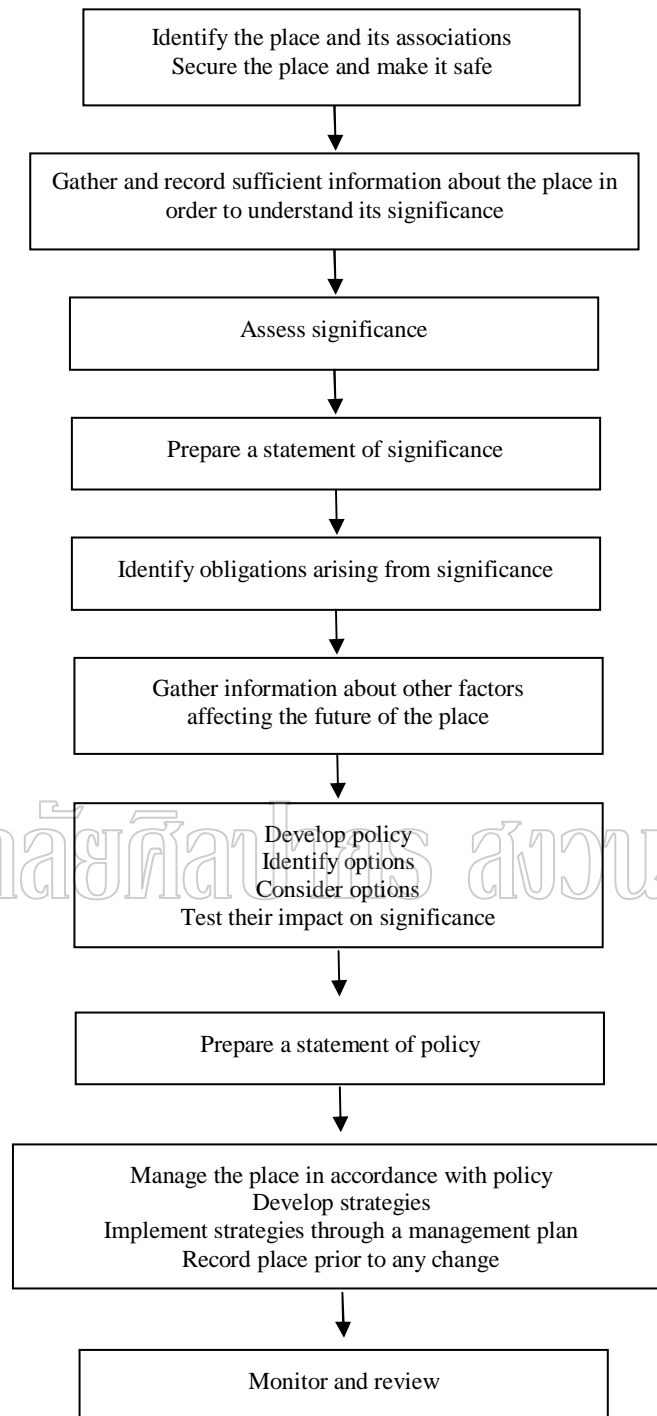 Identify the place and its associations
Secure the place and make it safe
Gather and record sufficient information about the place in
order to understand its significance
Assess significance
Prepare a statement of significance
Identify obligations arising from significance
Gather information about other factors
affecting the future of the place
Develop policy
Identify options
Consider options
Test their impact on significance
Prepare a statement of policy
Manage the place in accordance with policy
Develop strategies
Implement strategies through a management plan
Record place prior to any change
Monitor and review